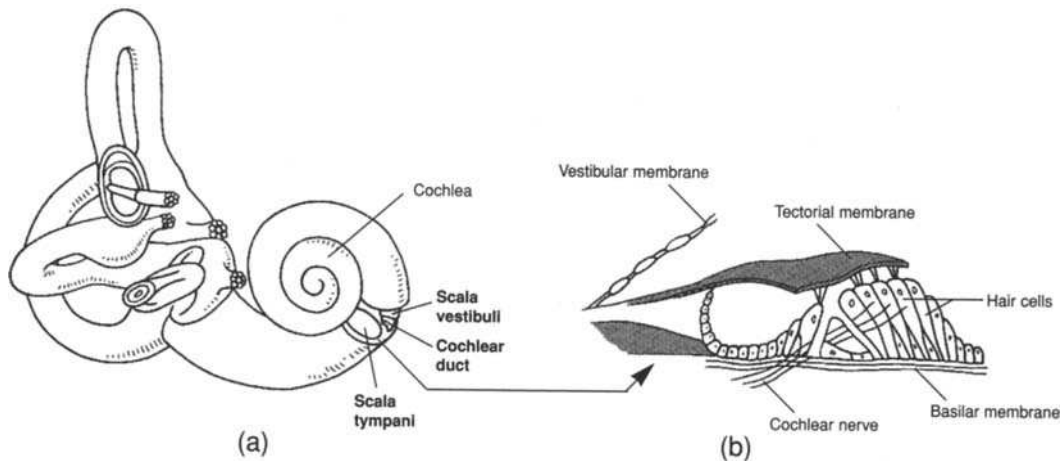 Cochlea
Scala
vestibuli
Cochlear
duct
Scala
tympani
(a)
Vestibular membrane
Tectorial membrane
Hair cells
Basilar membrane
Cochlear nerve
(b)